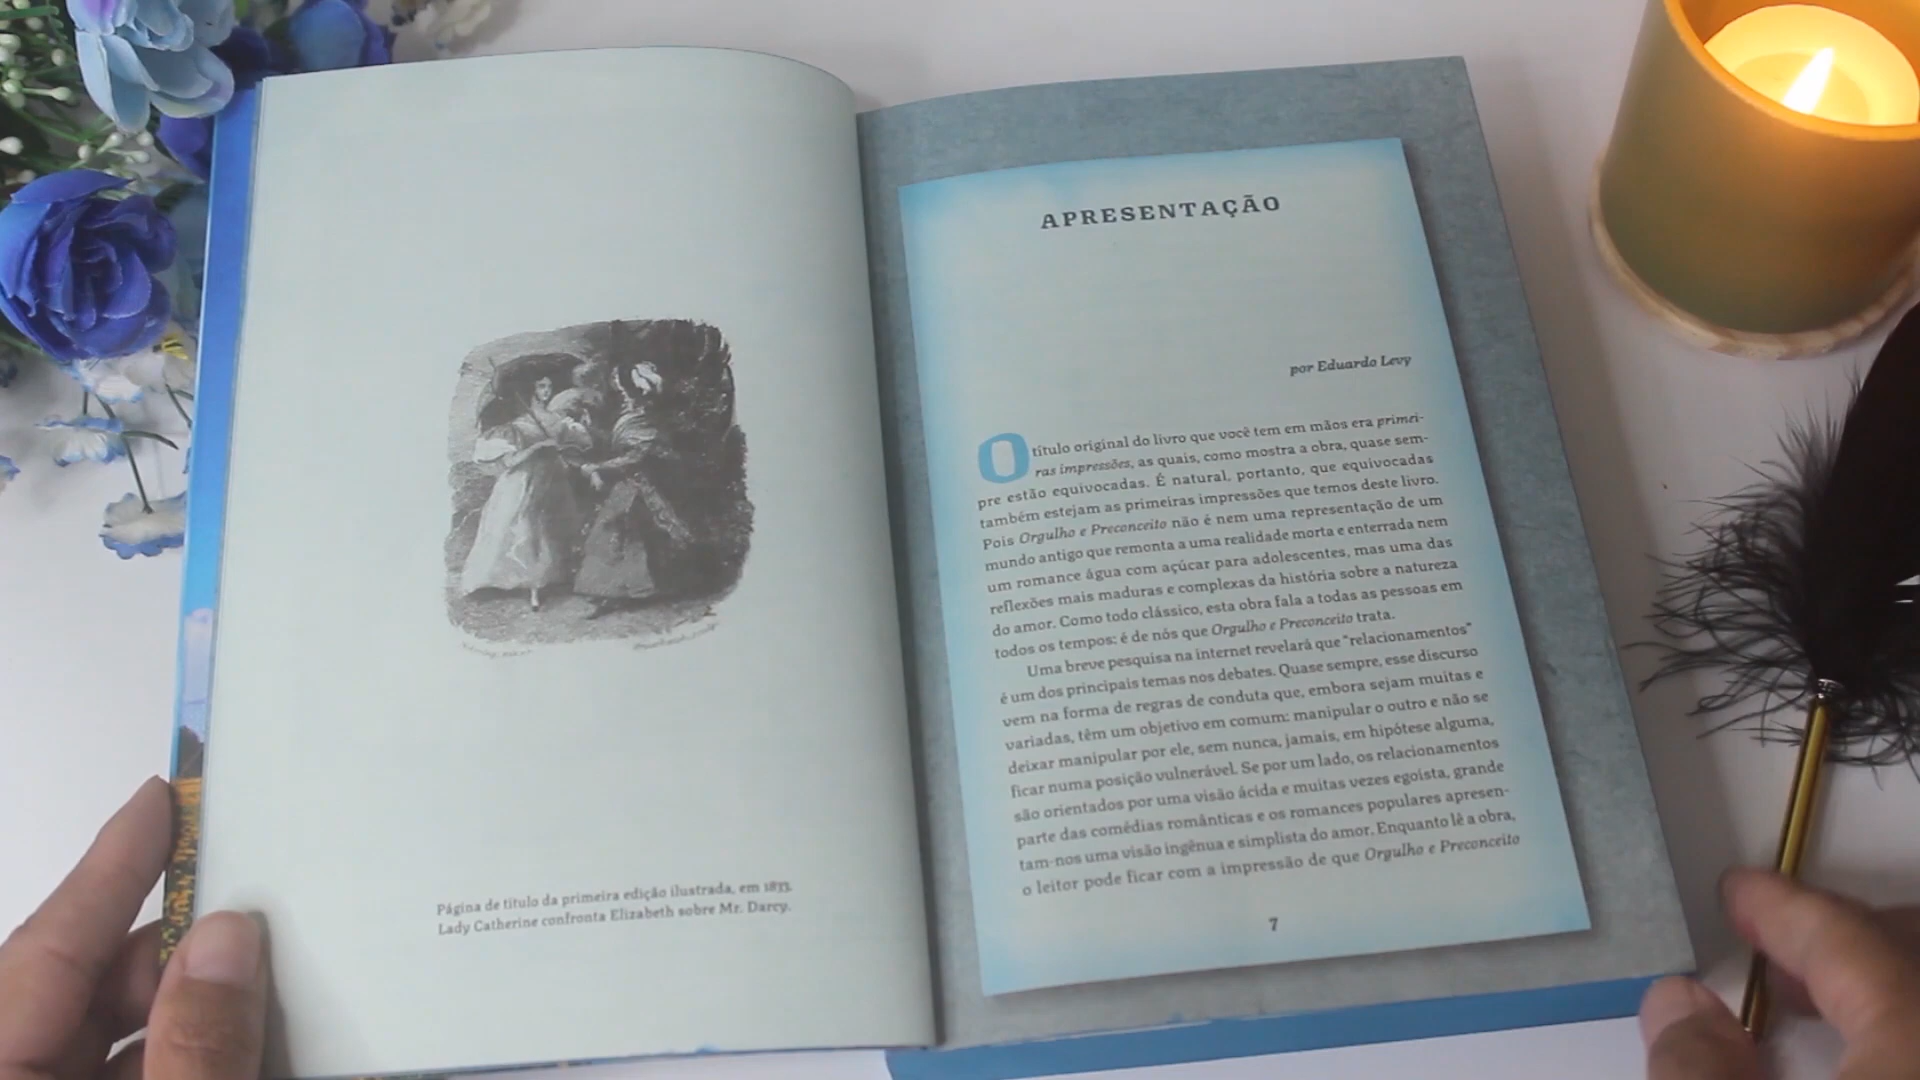 Página de título da primeira edição ilustrada, em 1833.
Lady Catherine confronta Elizabeth sobre Mr. Darcy.
APRESENTAÇÃO
por Eduardo Levy
O título original do livro que você tem em mãos era primei-
ras impressões, as quais, como mostra a obra, quase sem-
pre estão equivocadas. É natural, portanto, que equivocadas
também estejam as primeiras impressões que temos deste livro.
Pois Orgulho e Preconceito não é nem uma representação de um
mundo antigo que remonta a uma realidade morta e enterrada nem
um romance água com açúcar para adolescentes, mas uma das
reflexões mais maduras e complexas da história sobre a natureza
do amor. Como todo clássico, esta obra fala a todas as pessoas em
todos os tempos: é de nós que Orgulho e Preconceito trata.
Uma breve pesquisa na internet revelará que "relacionamentos"
é um dos principais temas nos debates. Quase sempre, esse discurso
vem na forma de regras de conduta que, embora sejam muitas e
variadas, têm um objetivo em comum: manipular o outro e não se
deixar manipular por ele, sem nunca, jamais, em hipótese alguma,
ficar numa posição vulnerável. Se por um lado, os relacionamentos
são orientados por uma visão ácida e muitas vezes egoísta, grande
parte das comédias românticas e os romances populares apresen-
tam-nos uma visão ingênua e simplista do amor. Enquanto lê a obra,
o leitor pode ficar com a impressão de que Orgulho e Preconceito
7